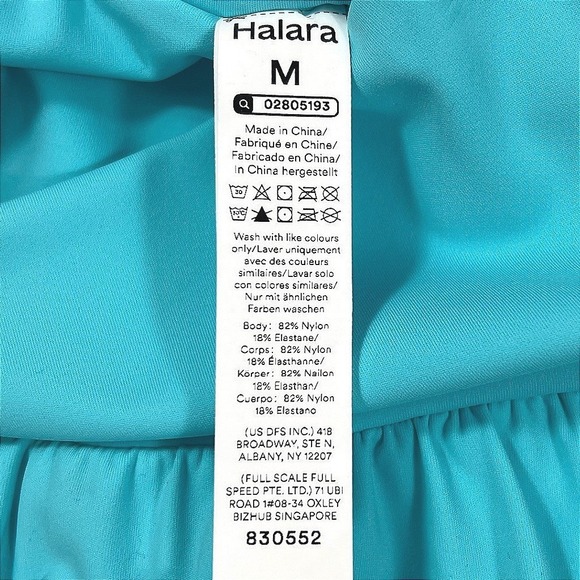 Halara
M
02805193
Made in China/
Fabriqué en Chine/
Fabricado en China/
In China hergestellt
30
30°C
Wash with like colours
only/Laver uniquement
avec des couleurs
similaires/Lavar solo
con colores similares/
Nur mit ähnlichen
Farben waschen
Body: 82% Nylon
18% Elastane/
Corps: 82% Nylon
18% Élasthanne/
Körper: 82% Nailon
18% Elasthan/
Cuerpo: 82% Nylon
18% Elastano
(US DFS INC.) 418
BROADWAY, STE N,
ALBANY, NY 12207
(FULL SCALE FULL
SPEED PTE. LTD.) 71 UBI
ROAD 1#08-34 OXLEY
BIZHUB SINGAPORE
830552